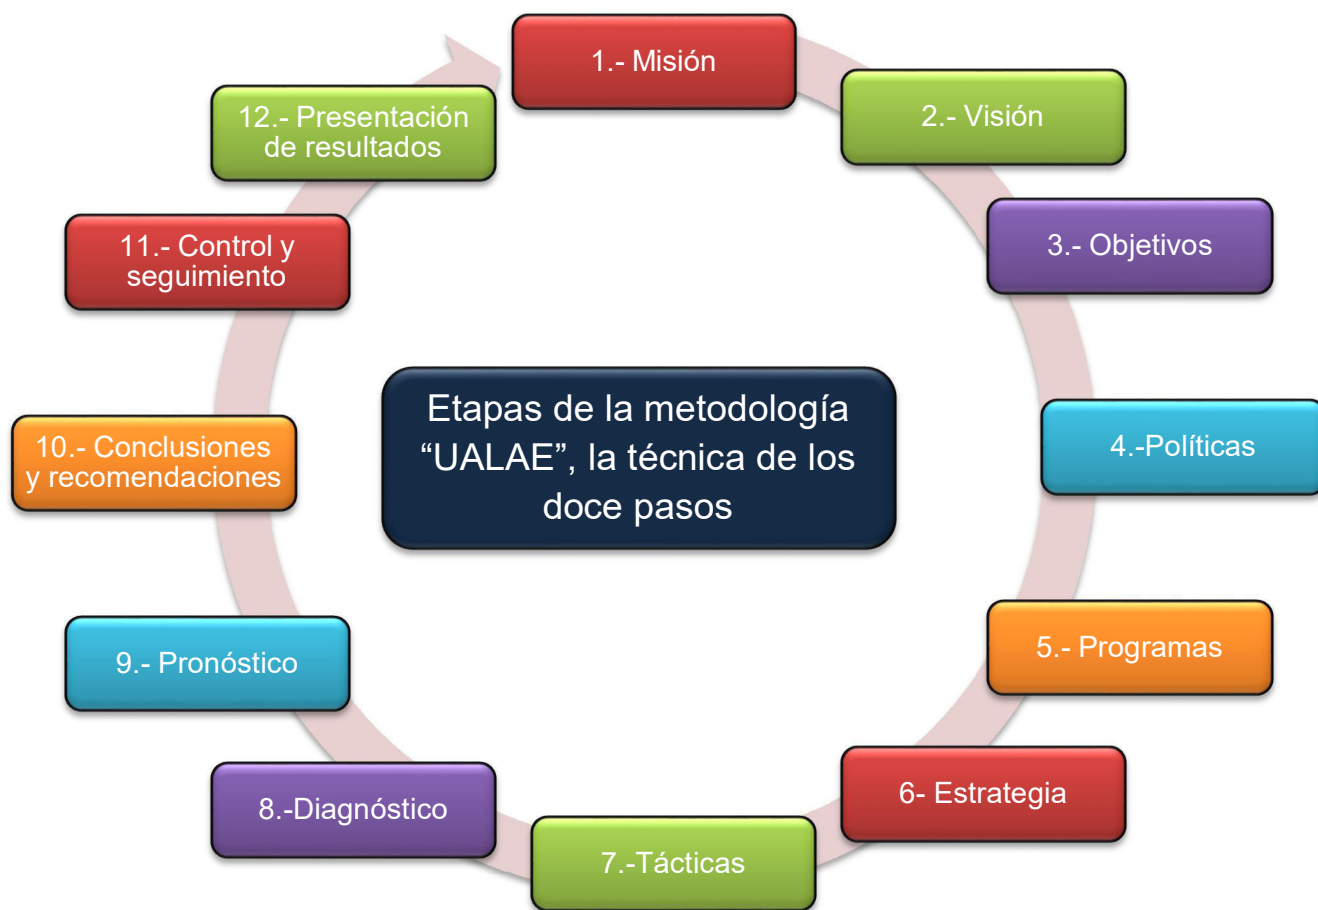 1.- Misión
2.- Visión
3.- Objetivos
4.-Políticas
5.- Programas
6- Estrategia
7.-Tácticas
8.-Diagnóstico
9.- Pronóstico
10.- Conclusiones
y recomendaciones
11.- Control y
seguimiento
12.- Presentación
de resultados
Etapas de la metodología
“UALAE”, la técnica de los
doce pasos